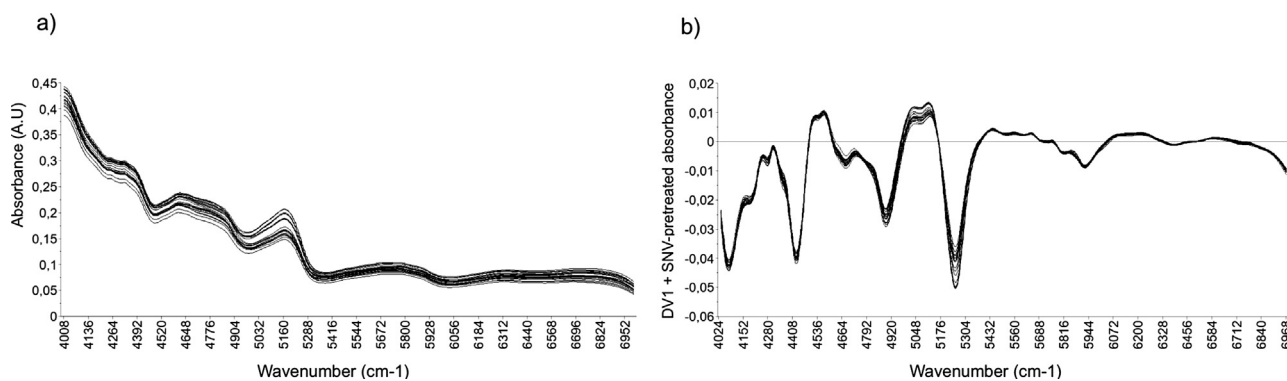 a)
0,45
0,4
0,35
0,3
0,25
0,2
0,15
0,1
0,05
0
Absorbance (A.U)
4008 4136 4264 4392 4520 4648 4776 4904 5032 5160 5288 5416 5544 5672 5800 5928 6056 6184 6312 6440 6568 6696 6824 6952
Wavenumber (cm-1)
b)
0,02
0,01
0
-0,01
-0,02
-0,03
-0,04
-0,05
-0,06
DV1 + SNV-pretreated absorbance
4024 4152 4280 4408 4536 4664 4792 4920 5048 5176 5304 5432 5560 5688 5816 5944 6072 6200 6328 6456 6584 6712 6840 6968
Wavenumber (cm-1)